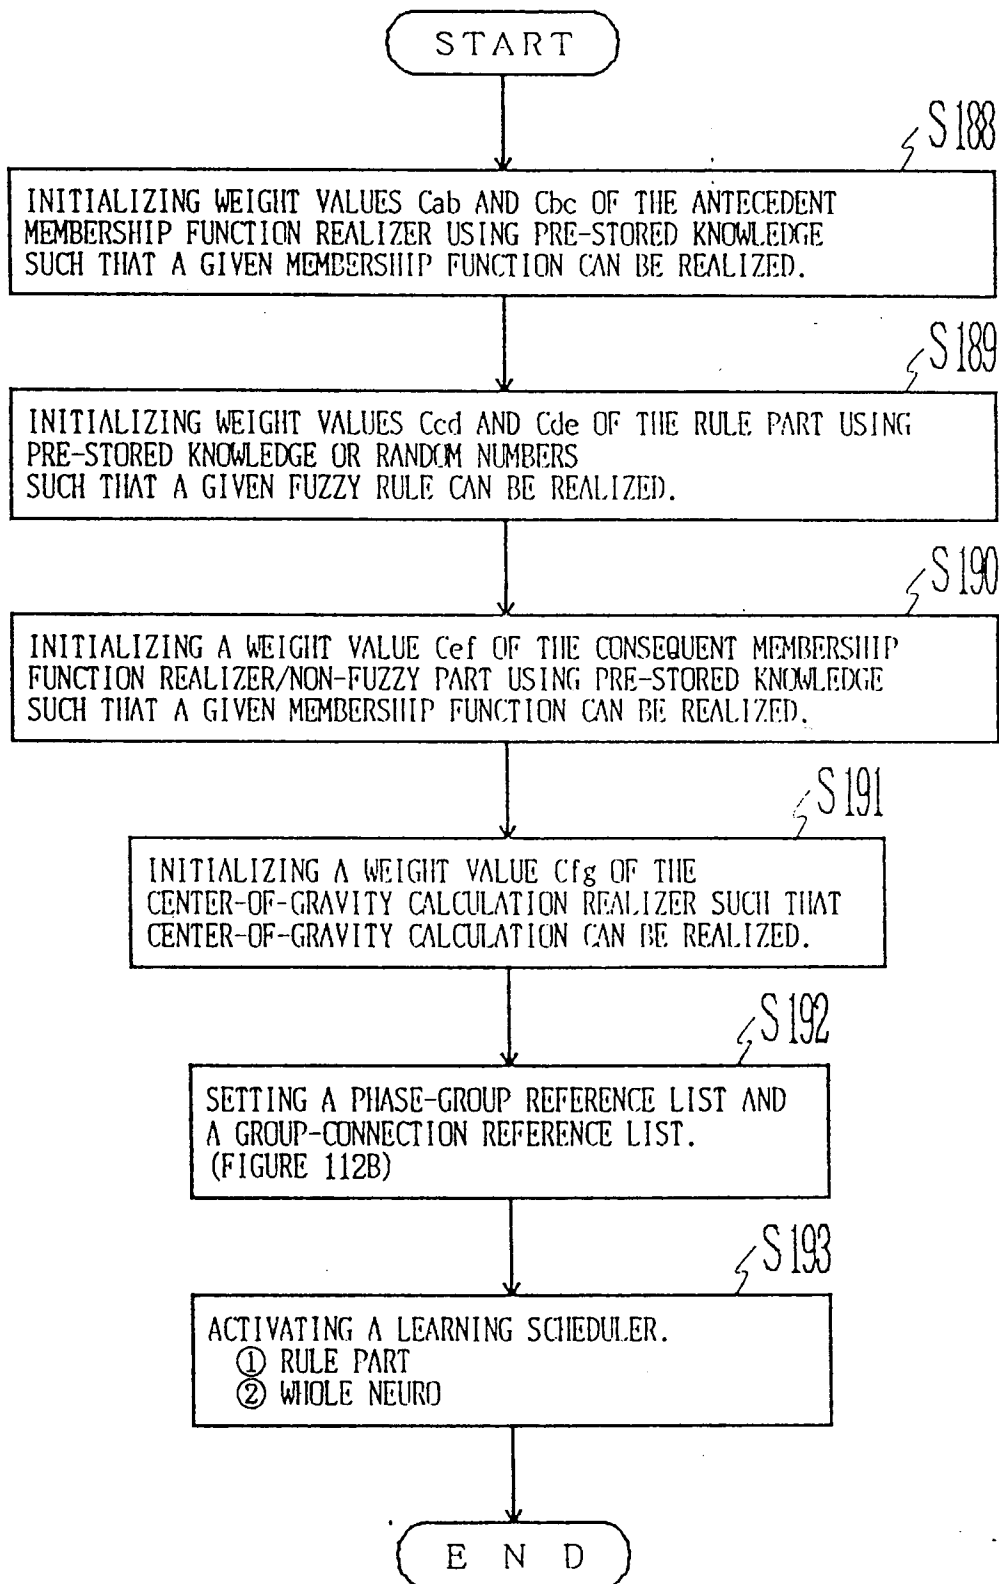 START
S188
INITIALIZING WEIGHT VALUES Cab AND Cbc OF THE ANTECEDENT
MEMBERSHIP FUNCTION REALIZER USING PRE-STORED KNOWLEDGE
SUCH THAT A GIVEN MEMBERSHIP FUNCTION CAN BE REALIZED.
S189
INITIALIZING WEIGHT VALUES Ccd AND Cde OF THE RULE PART USING
PRE-STORED KNOWLEDGE OR RANDOM NUMBERS
SUCH THAT A GIVEN FUZZY RULE CAN BE REALIZED.
S190
INITIALIZING A WEIGHT VALUE Cef OF THE CONSEQUENT MEMBERSHIP
FUNCTION REALIZER/NON-FUZZY PART USING PRE-STORED KNOWLEDGE
SUCH THAT A GIVEN MEMBERSHIP FUNCTION CAN BE REALIZED.
S191
INITIALIZING A WEIGHT VALUE Cfg OF THE
CENTER-OF-GRAVITY CALCULATION REALIZER SUCH THAT
CENTER-OF-GRAVITY CALCULATION CAN BE REALIZED.
S192
SETTING A PHASE-GROUP REFERENCE LIST AND
A GROUP-CONNECTION REFERENCE LIST.
(FIGURE 112B)
S193
ACTIVATING A LEARNING SCHEDULER.
① RULE PART
② WHOLE NEURO
END